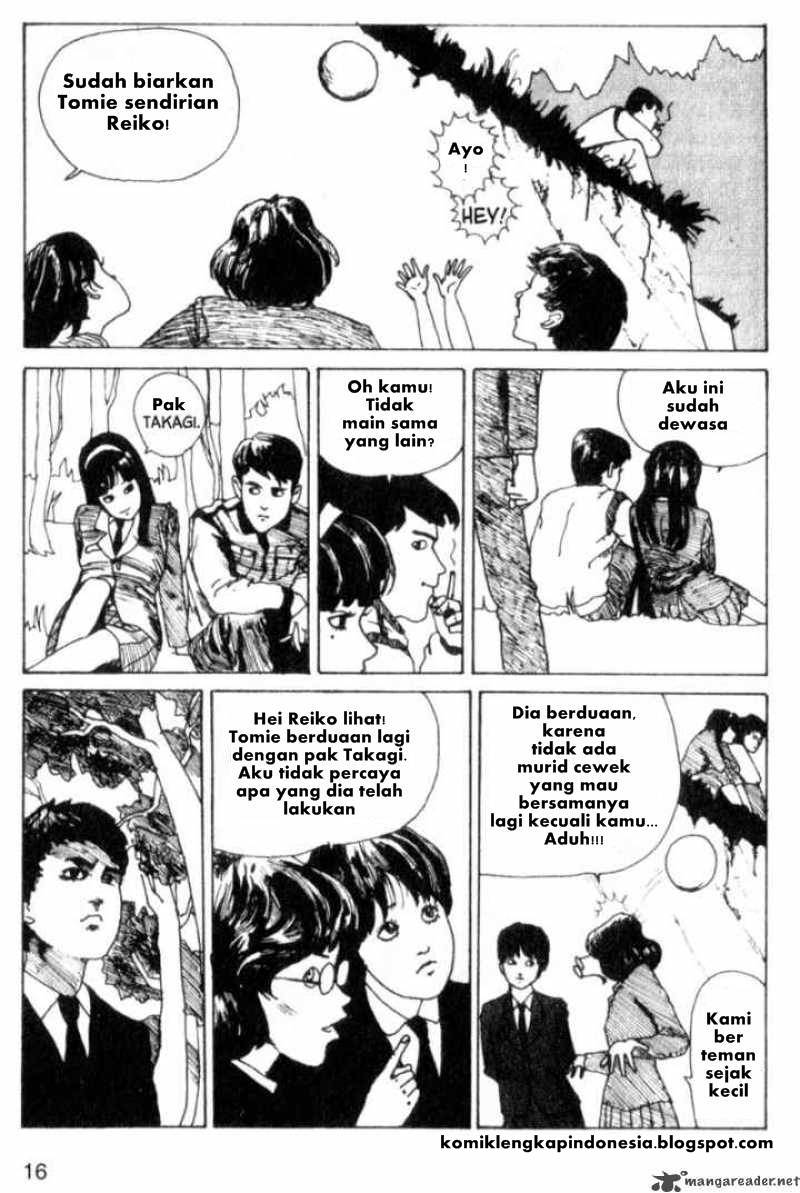 Sudah biarkan
Tomie sendirian
Reiko!
Ayo
!
HEY!
Pak
TAKAGI.
Oh kamu!
Tidak
main sama
yang lain?
Aku ini
sudah
dewasa
Hei Reiko lihat!
Tomie berduaan lagi
dengan pak Takagi.
Aku tidak percaya
apa yang dia telah
lakukan
Dia berduaan,
karena
tidak ada
murid cewek
yang mau
bersamanya
lagi kecuali kamu...
Aduh!!!
Kami
ber
teman
sejak
kecil
komiklengkapindonesia.blogspot.com
16
mangareader.net